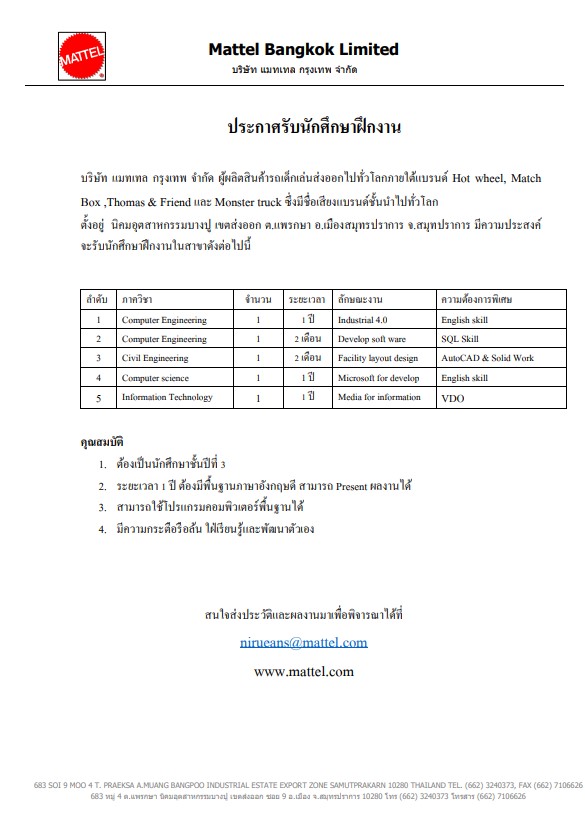 MATTEL
Mattel Bangkok Limited
บริษัท แมทเทล กรุงเทพ จำกัด
ประกาศรับนักศึกษาฝึกงาน
บริษัท แมทเทล กรุงเทพ จำกัด ผู้ผลิตสินค้ารถเด็กเล่นส่งออกไปทั่วโลกภายใต้แบรนด์ Hot wheel, Match
Box ,Thomas & Friend และ Monster truck ซึ่งมีชื่อเสียงแบรนด์ชั้นนำไปทั่วโลก
ตั้งอยู่ นิคมอุตสาหกรรมบางปู เขตส่งออก ต.แพรกษา อ.เมืองสมุทรปราการ จ.สมุทปราการ มีความประสงค์
จะรับนักศึกษาฝึกงานในสาขาดังต่อไปนี้
ลำดับ ภาควิชา จำนวน ระยะเวลา ลักษณะงาน ความต้องการพิเศษ
1 Computer Engineering 1 1 ปี Industrial 4.0 English skill
2 Computer Engineering 1 2 เดือน Develop soft ware SQL Skill
3 Civil Engineering 1 2 เดือน Facility layout design AutoCAD & Solid Work
4 Computer science 1 1 ปี Microsoft for develop English skill
5 Information Technology 1 1 ปี Media for information VDO
คุณสมบัติ
1. ต้องเป็นนักศึกษาชั้นปีที่ 3
2. ระยะเวลา 1 ปี ต้องมีพื้นฐานภาษาอังกฤษดี สามารถ Present ผลงานได้
3. สามารถใช้โปรแกรมคอมพิวเตอร์พื้นฐานได้
4. มีความกระตือรือล้น ใฝ่เรียนรู้และพัฒนาตัวเอง
สนใจส่งประวัติและผลงานมาเพื่อพิจารณาได้ที่
nirueans@mattel.com
www.mattel.com
683 SOI 9 MOO 4 T. PRAEKSA A.MUANG BANGPOO INDUSTRIAL ESTATE EXPORT ZONE SAMUTPRAKARN 10280 THAILAND TEL. (662) 3240373, FAX (662) 7106626
683 หมู่ 4 ต.แพรกษา นิคมอุตสาหกรรมบางปู เขตส่งออก ซอย 9 อ.เมือง จ.สมุทรปราการ 10280 โทร (662) 3240373 โทรสาร (662) 7106626